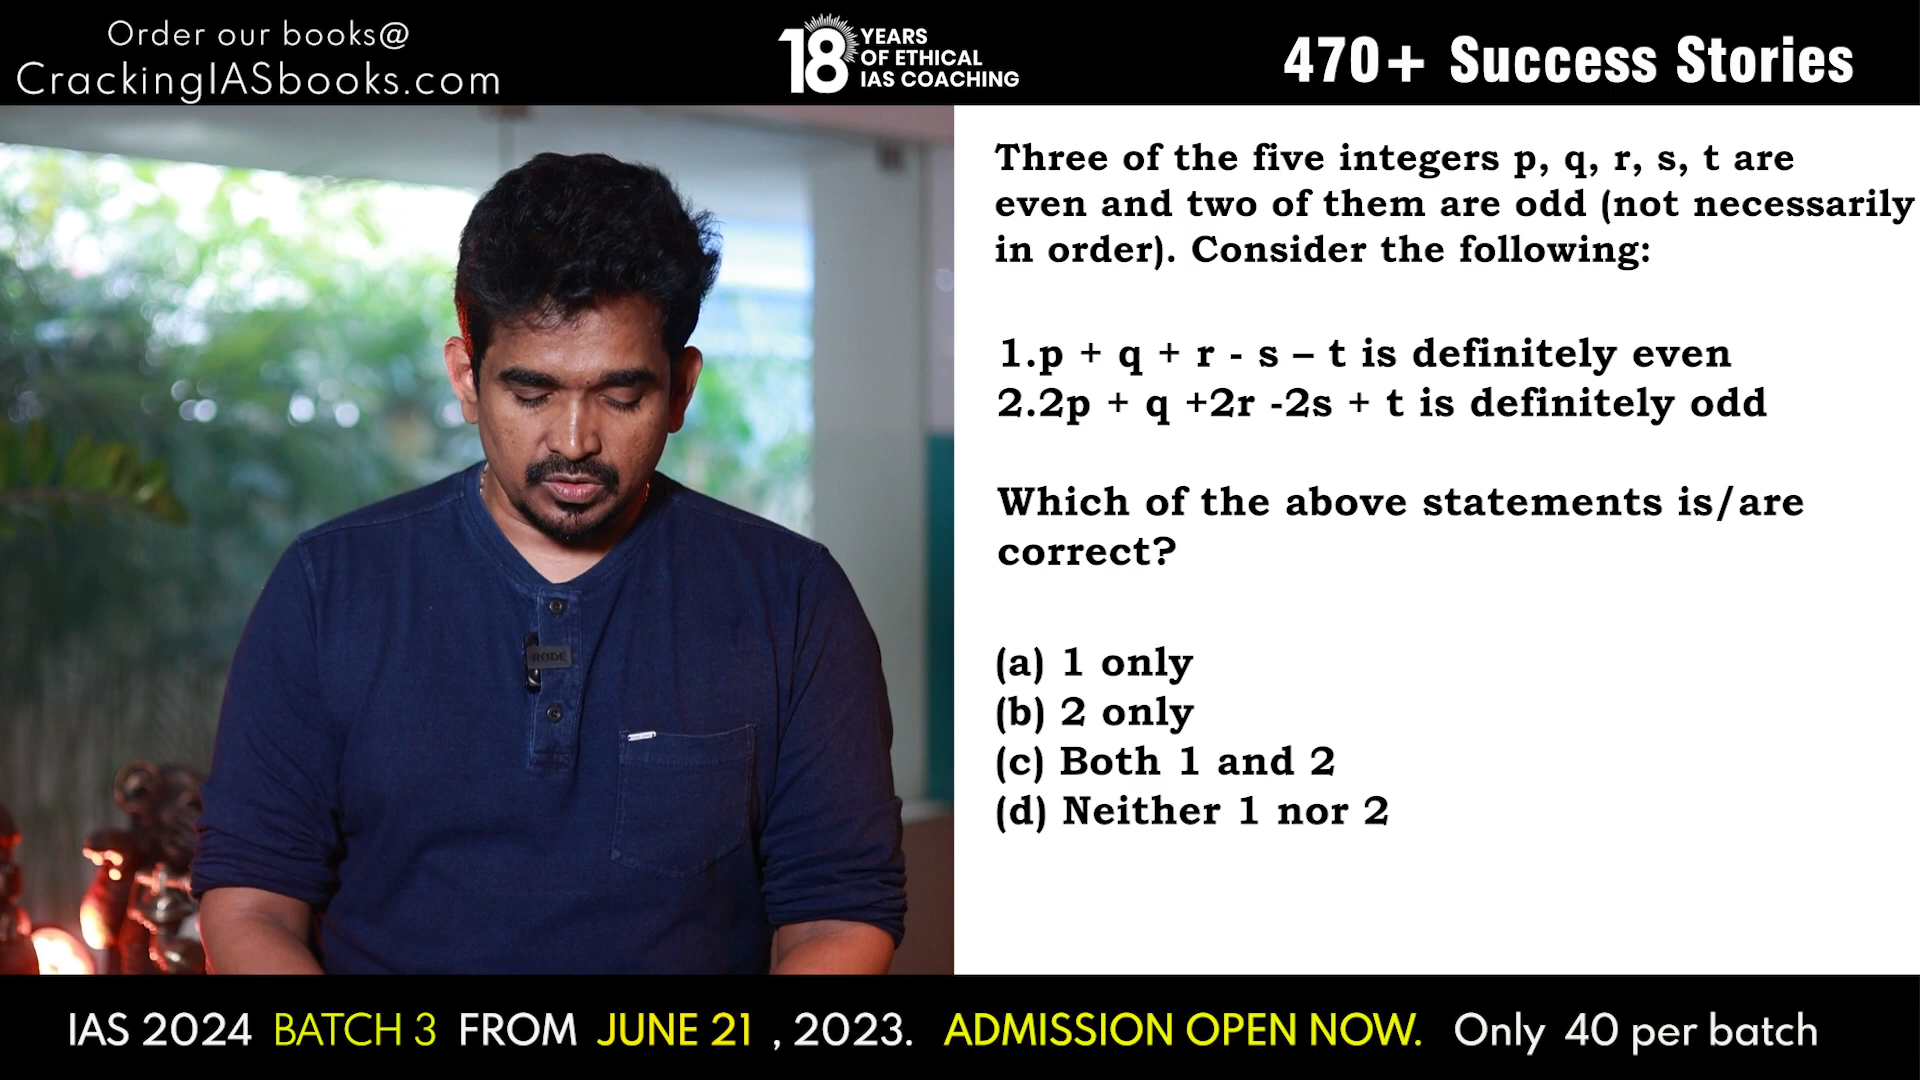 Order our books@
CrackingIASbooks.com
18 YEARS
OF ETHICAL
IAS COACHING
470+ Success Stories
Three of the five integers p, q, r, s, t are
even and two of them are odd (not necessarily
in order). Consider the following:
1.p + q + r - s – t is definitely even
2.2p + q +2r -2s + t is definitely odd
Which of the above statements is/are
correct?
(a) 1 only
(b) 2 only
(c) Both 1 and 2
(d) Neither 1 nor 2
RODE
IAS 2024 BATCH 3 FROM JUNE 21 , 2023. ADMISSION OPEN NOW. Only 40 per batch